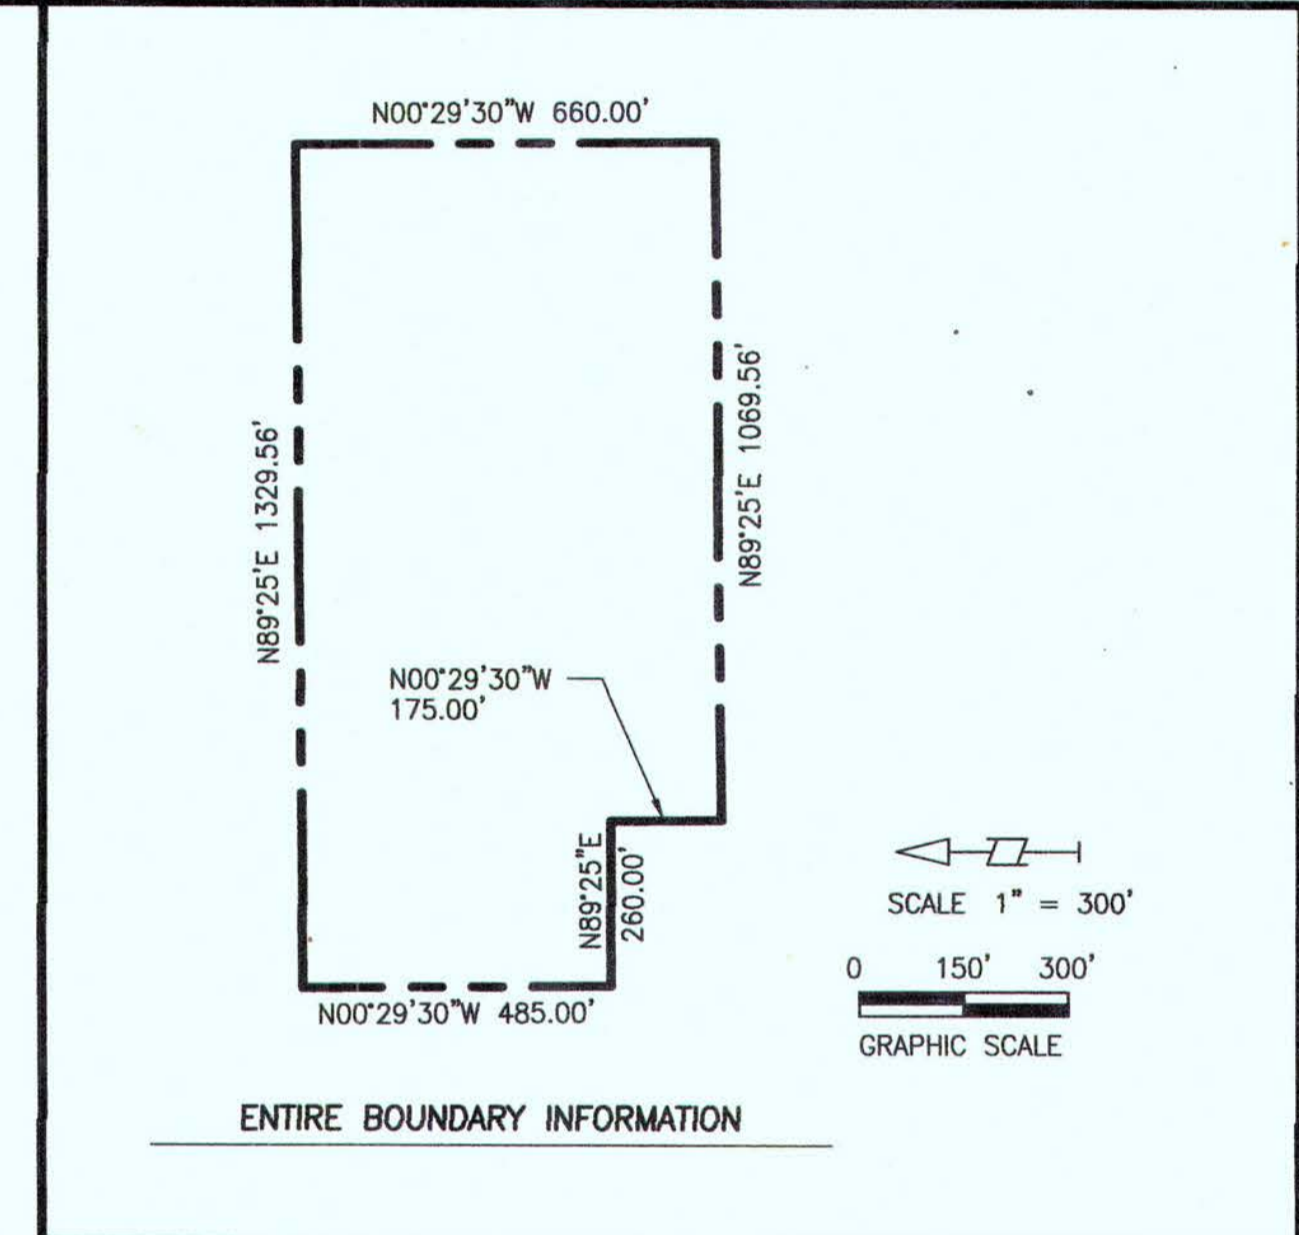 N00°29'30"W 660.00'
N89°25'E 1329.56'
N89°25'E 1069.56'
N00°29'30"W
175.00'
N89°25"E
260.00'
N00°29'30"W 485.00'
SCALE 1" = 300'
0 150' 300'
GRAPHIC SCALE
ENTIRE BOUNDARY INFORMATION